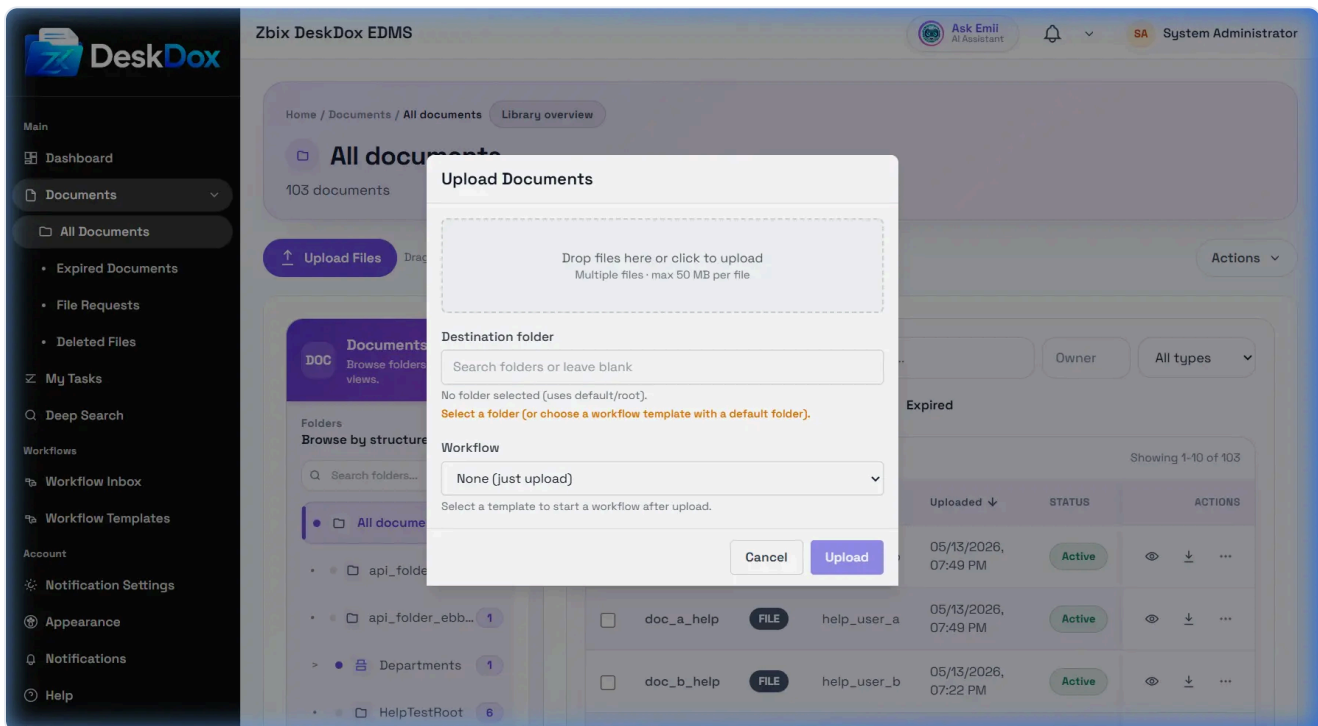 DeskDox
Main
Dashboard
Documents
All Documents
Expired Documents
File Requests
Deleted Files
My Tasks
Deep Search
Workflows
Workflow Inbox
Workflow Templates
Account
Notification Settings
Appearance
Notifications
Help
Zbix DeskDox EDMS
Ask Emii
AI Assistant
SA System Administrator
Home / Documents / All documents Library overview
All documents
103 documents
Upload Files
Actions
DOC
Documents
Browse folders
views.
Folders
Browse by structure
Search folders...
All docume
api_folde
api_folder_ebb... 1
Departments 1
HelpTestRoot 6
Upload Documents
Drop files here or click to upload
Multiple files · max 50 MB per file
Destination folder
Search folders or leave blank
No folder selected (uses default/root).
Select a folder (or choose a workflow template with a default folder).
Workflow
None (just upload)
Select a template to start a workflow after upload.
Cancel Upload
Owner All types
Expired
Showing 1-10 of 103
Uploaded ↓ STATUS ACTIONS
05/13/2026,
07:49 PM
Active
doc_a_help FILE help_user_a
05/13/2026,
07:49 PM
Active
doc_b_help FILE help_user_b
05/13/2026,
07:22 PM
Active